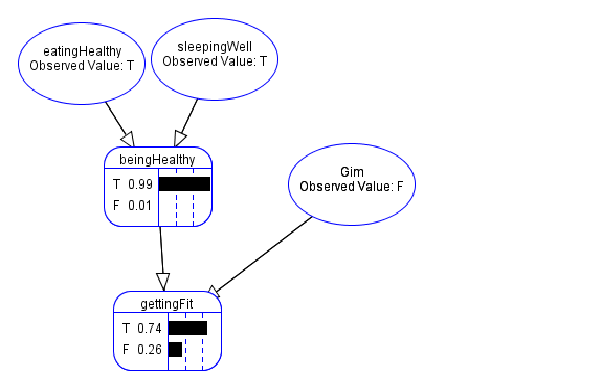 eatingHealthy
Observed Value: T
sleepingWell
Observed Value: T
beingHealthy
T 0.99
F 0.01
Gim
Observed Value: F
gettingFit
T 0.74
F 0.26